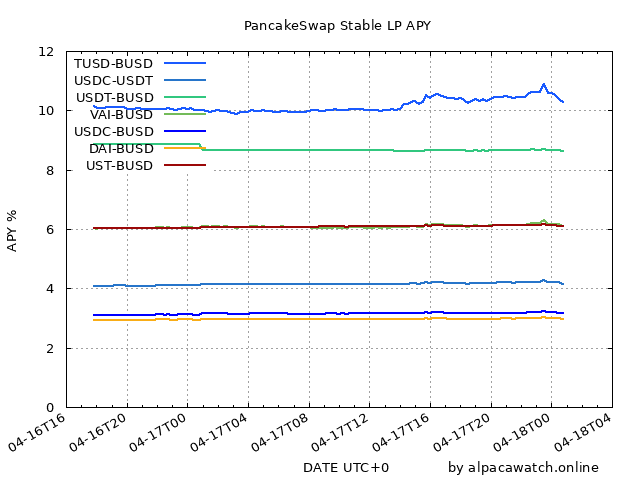 PancakeSwap Stable LP APY
12
10
8
6
4
2
0
APY %
TUSD-BUSD
USDC-USDT
USDT-BUSD
VAI-BUSD
USDC-BUSD
DAI-BUSD
UST-BUSD
04-16T16
04-16T20
04-17T00
04-17T04
04-17T08
04-17T12
04-17T16
04-17T20
04-18T00
04-18T04
DATE UTC+0
by alpacawatch.online